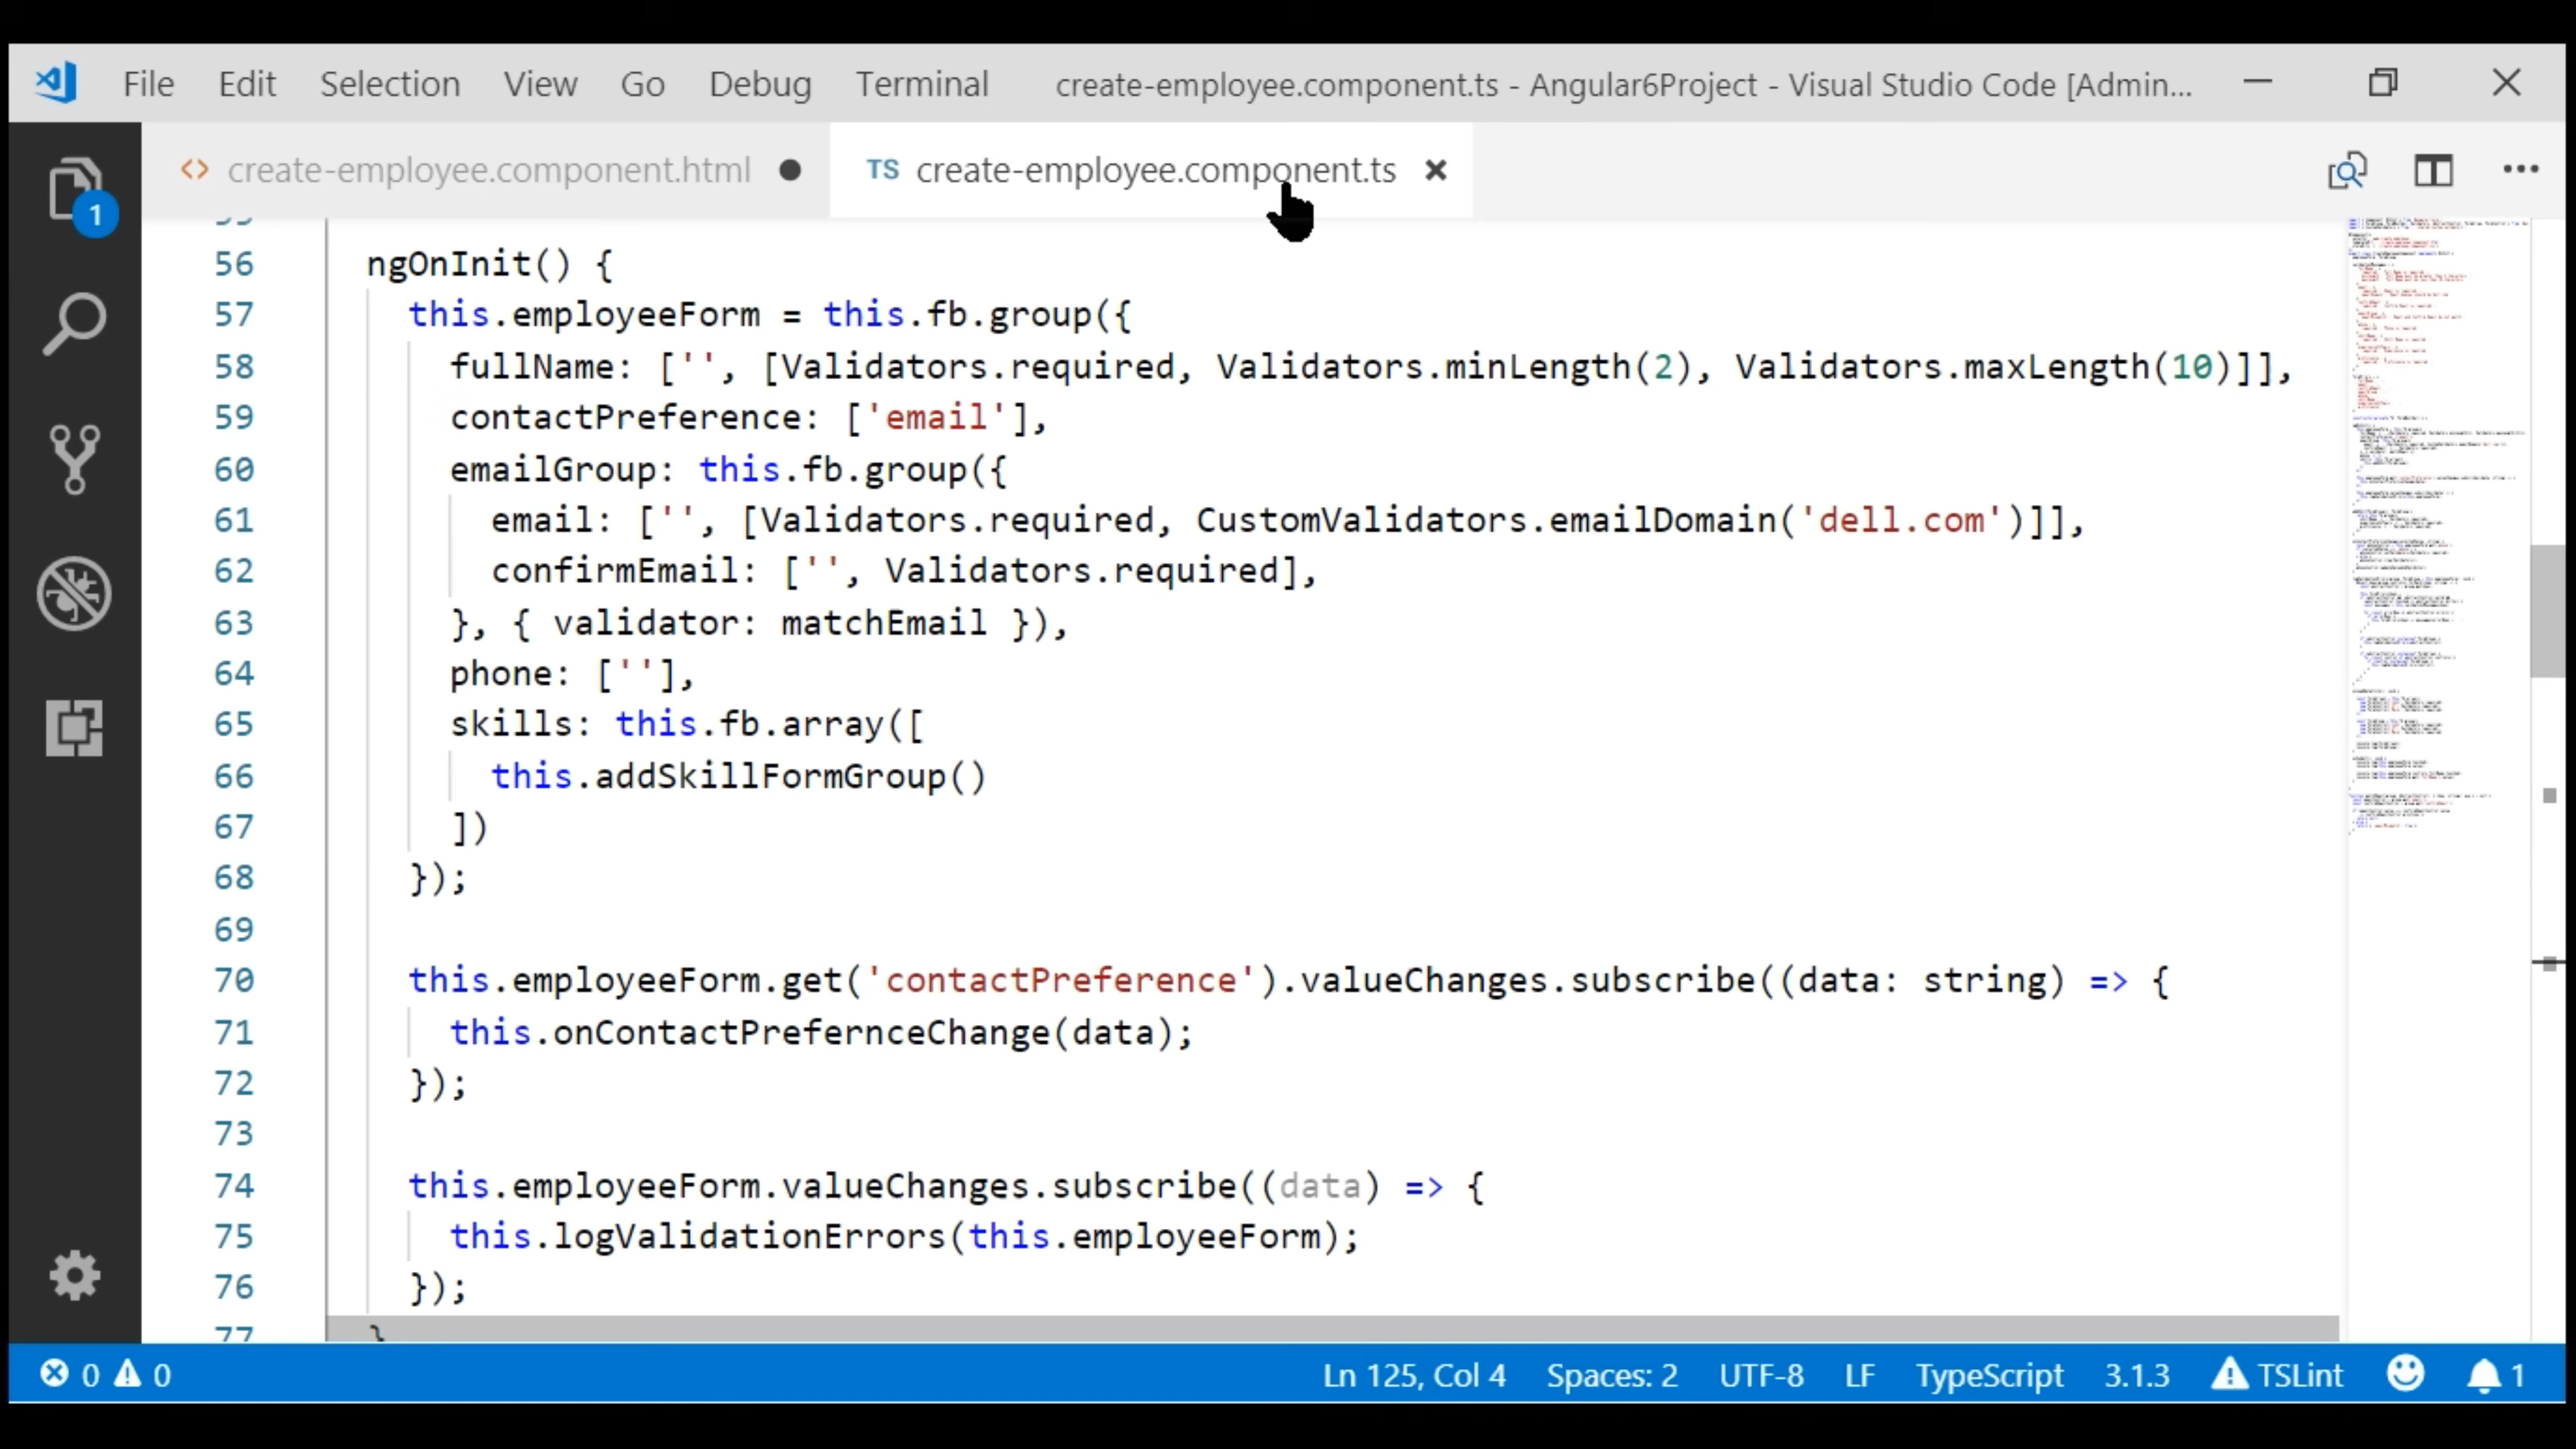 File Edit Selection View Go Debug Terminal create-employee.component.ts - Angular6Project - Visual Studio Code [Admin...
create-employee.component.html TS create-employee.component.ts
1
56 ngOnInit() {
57 this.employeeForm = this.fb.group({
58 fullName: ['', [Validators.required, Validators.minLength(2), Validators.maxLength(10)]],
59 contactPreference: ['email'],
60 emailGroup: this.fb.group({
61 email: ['', [Validators.required, CustomValidators.emailDomain('dell.com')]],
62 confirmEmail: ['', Validators.required],
63 }, { validator: matchEmail }),
64 phone: [''],
65 skills: this.fb.array([
66 this.addSkillFormGroup()
67 ])
68 });
69
70 this.employeeForm.get('contactPreference').valueChanges.subscribe((data: string) => {
71 this.onContactPrefernceChange(data);
72 });
73
74 this.employeeForm.valueChanges.subscribe((data) => {
75 this.logValidationErrors(this.employeeForm);
76 });
77 }
0 0 Ln 125, Col 4 Spaces: 2 UTF-8 LF TypeScript 3.1.3 TSLint 1